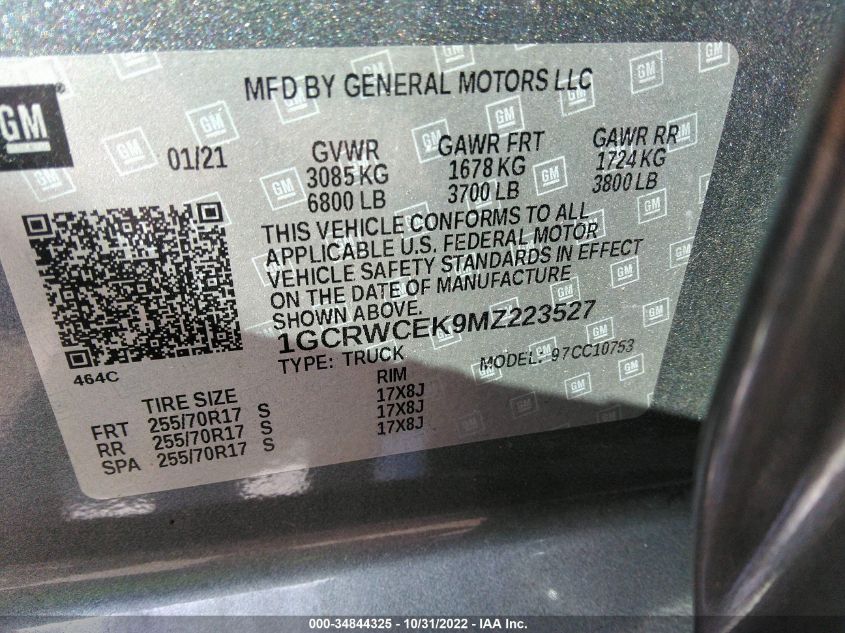 MFD BY GENERAL MOTORS LLC
GM
01/21
GVWR
3085 KG
6800 LB
GAWR FRT
1678 KG
3700 LB
GAWR RR
1724 KG
3800 LB
THIS VEHICLE CONFORMS TO ALL
APPLICABLE U.S. FEDERAL MOTOR
VEHICLE SAFETY STANDARDS IN EFFECT
ON THE DATE OF MANUFACTURE
SHOWN ABOVE.
1GCRWCEK9MZ223527
TYPE: TRUCK
MODEL: 97CC10753
464C
TIRE SIZE
RIM
FRT 255/70R17 S 17X8J
RR 255/70R17 S 17X8J
SPA 255/70R17 S 17X8J
000-34844325 - 10/31/2022 - IAA Inc.